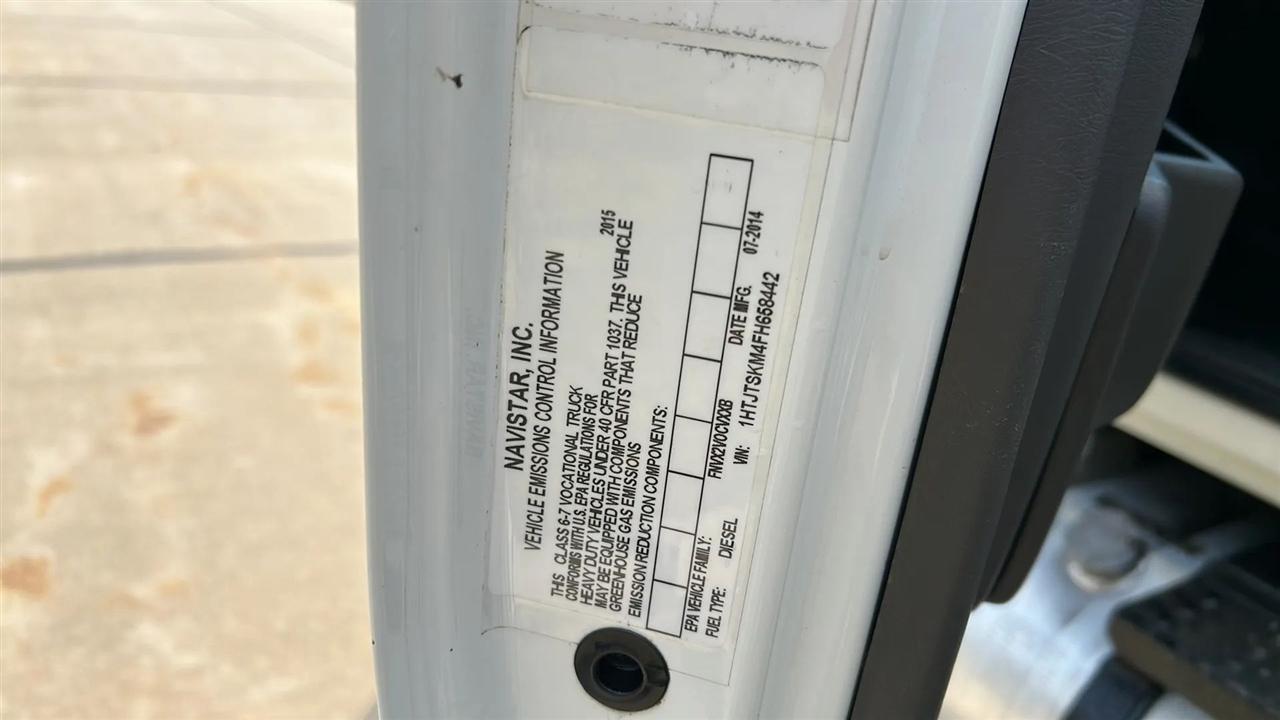 NAVISTAR, INC.
VEHICLE EMISSIONS CONTROL INFORMATION
THIS CLASS 6-7 VOCATIONAL TRUCK
CONFORMS WITH U.S. EPA REGULATIONS FOR 2015
HEAVY DUTY VEHICLES UNDER 40 CFR PART 1037. THIS VEHICLE
MAY BE EQUIPPED WITH COMPONENTS THAT REDUCE
GREENHOUSE GAS EMISSIONS
EMISSION REDUCTION COMPONENTS:
EPA VEHICLE FAMILY: FNVX2VOCVXXB DATE MFG. 07-2014
FUEL TYPE: DIESEL VIN: 1HTJTSKM4FH658442